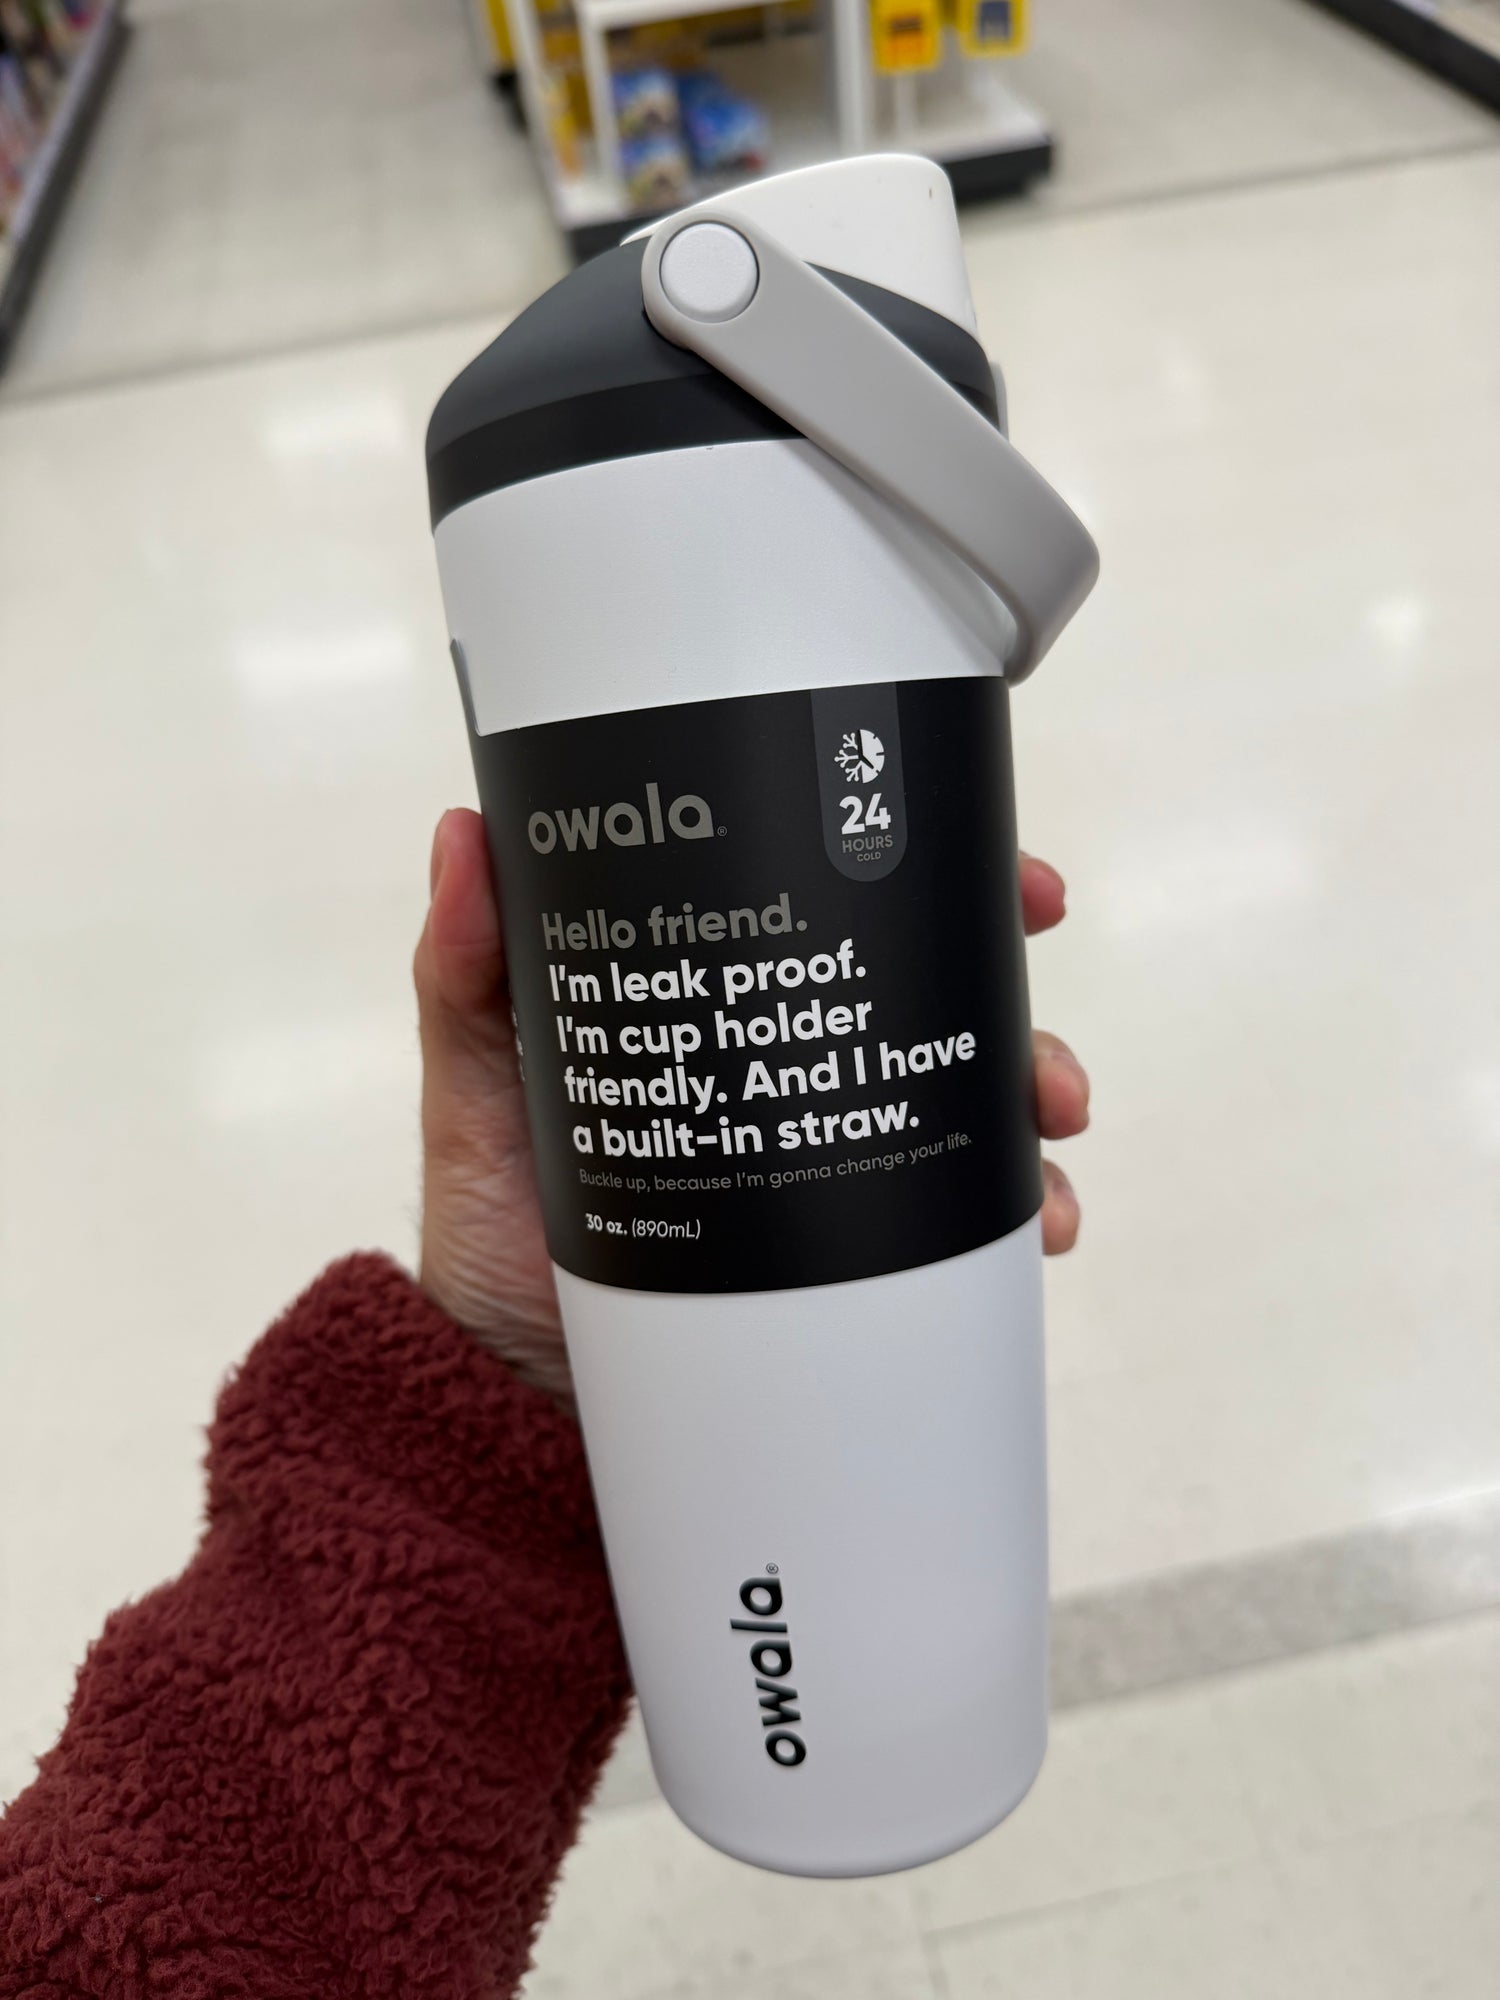 owala®
24
HOURS
COLD
Hello friend.
I'm leak proof.
I'm cup holder
friendly. And I have
a built-in straw.
Buckle up, because I'm gonna change your life.
30 oz. (890mL)
owala®